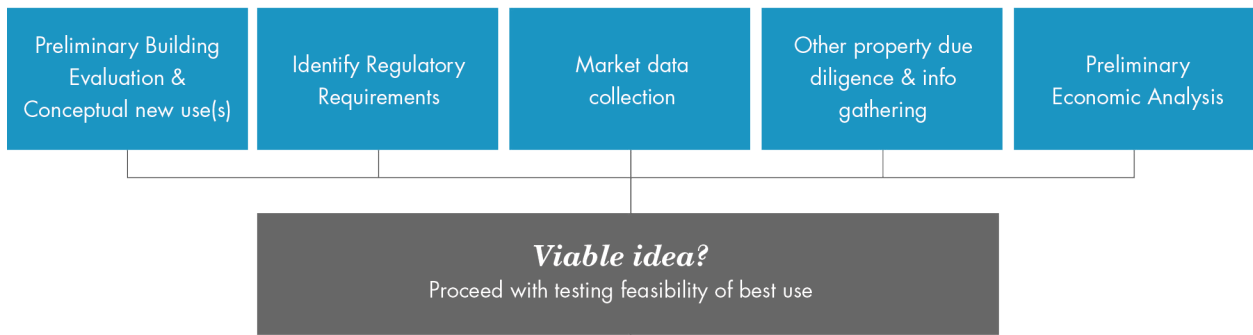 Preliminary Building
Evaluation &
Conceptual new use(s)
Identify Regulatory
Requirements
Market data
collection
Other property due
diligence & info
gathering
Preliminary
Economic Analysis
Viable idea?
Proceed with testing feasibility of best use